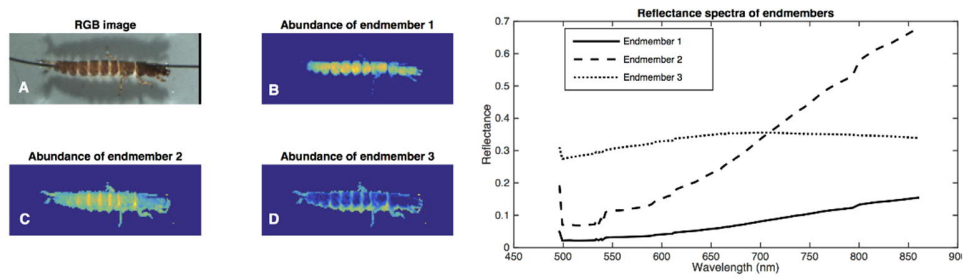 RGB image
A
Abundance of endmember 1
B
Abundance of endmember 2
C
Abundance of endmember 3
D
Reflectance spectra of endmembers
Endmember 1
Endmember 2
Endmember 3
Reflectance
0.7
0.6
0.5
0.4
0.3
0.2
0.1
0
450 500 550 600 650 700 750 800 850 900
Wavelength (nm)